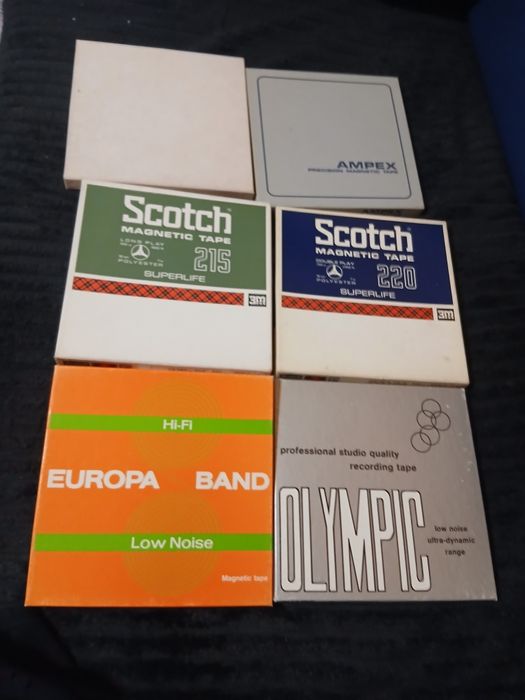 AMPEX
PRECISION MAGNETIC TAPE
Scotch
MAGNETIC TAPE
LONG PLAY
215
POLYESTER
SUPERLIFE
3M
Scotch
MAGNETIC TAPE
DOUBLE PLAY
220
POLYESTER
SUPERLIFE
3M
Hi-Fi
EUROPA BAND
Low Noise
Magnetic tape
professional studio quality
recording tape
OLYMPIC
low noise
ultra-dynamic
range